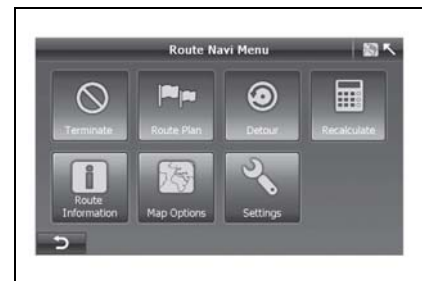 Route Navi Menu
Terminate
Route Plan
Detour
Recalculate
Route
Information
Map Options
Settings